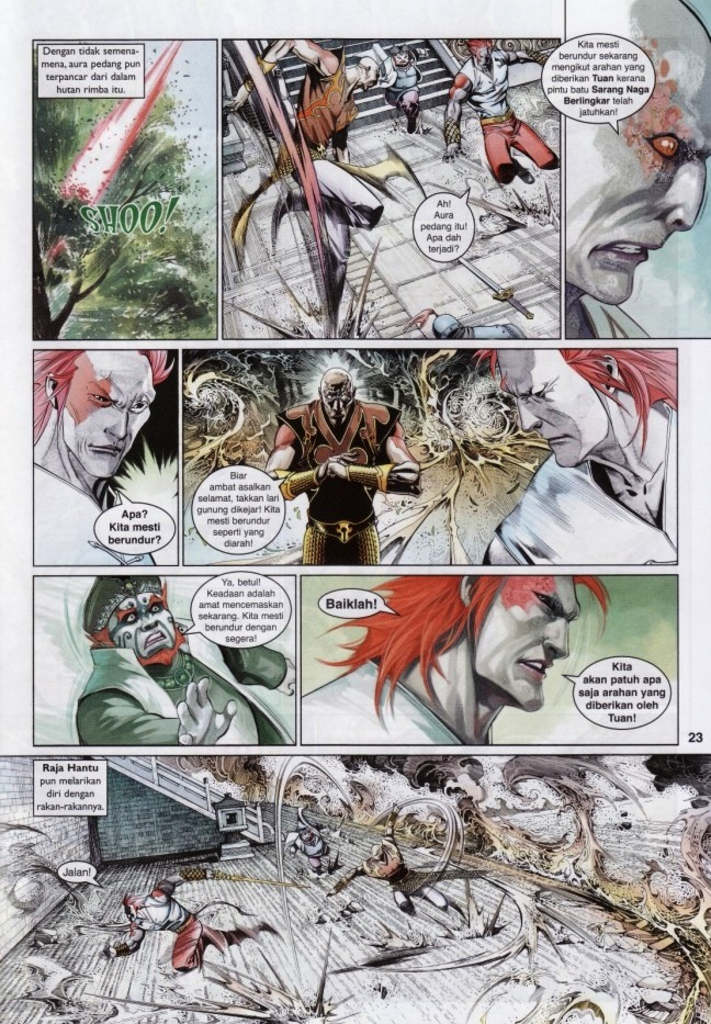 Dengan tidak semena-
mena, aura pedang pun
terpancar dari dalam
hutan rimba itu.
SHOO!
Ah!
Aura
pedang itu!
Apa dah
terjadi?
Kita mesti
berundur sekarang
mengikut arahan yang
diberikan Tuan kerana
pintu batu Sarang Naga
Berlingkar telah
jatuhkan!
Apa?
Kita mesti
berundur?
Biar
ambat asalkan
selamat, takkan lari
gunung dikejar! Kita
mesti berundur
seperti yang
diarah!
Ya, betul!
Keadaan adalah
amat mencemaskan
sekarang. Kita mesti
berundur dengan
segera!
Baiklah!
Kita
akan patuh apa
saja arahan yang
diberikan oleh
Tuan!
23
Raja Hantu
pun melarikan
diri dengan
rakan-rakannya.
Jalan!